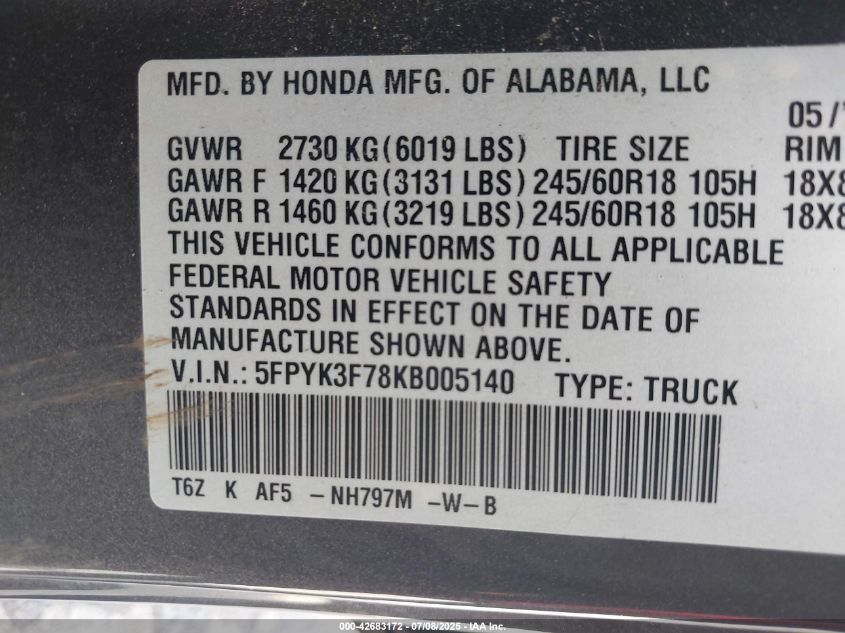 MFD. BY HONDA MFG. OF ALABAMA, LLC
05/
GVWR 2730 KG(6019 LBS) TIRE SIZE RIM
GAWR F 1420 KG(3131 LBS) 245/60R18 105H 18X8
GAWR R 1460 KG(3219 LBS) 245/60R18 105H 18X8
THIS VEHICLE CONFORMS TO ALL APPLICABLE
FEDERAL MOTOR VEHICLE SAFETY
STANDARDS IN EFFECT ON THE DATE OF
MANUFACTURE SHOWN ABOVE.
V.I.N.: 5FPYK3F78KB005140 TYPE: TRUCK
T6Z K AF5 -NH797M -W-B
000-42683172 - 07/08/2025 - IAA Inc.